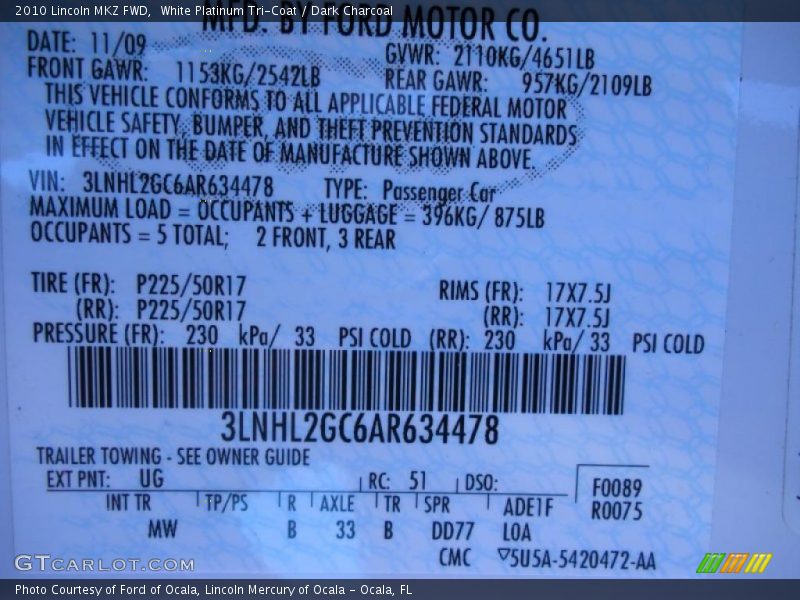 2010 Lincoln MKZ FWD, White Platinum Tri-Coat / Dark Charcoal
MFD. BY FORD MOTOR CO.
DATE: 11/09 GVWR: 2110KG/4651LB
FRONT GAWR: 1153KG/2542LB REAR GAWR: 957KG/2109LB
THIS VEHICLE CONFORMS TO ALL APPLICABLE FEDERAL MOTOR
VEHICLE SAFETY, BUMPER, AND THEFT PREVENTION STANDARDS
IN EFFECT ON THE DATE OF MANUFACTURE SHOWN ABOVE.
VIN: 3LNHL2GC6AR634478 TYPE: Passenger Car
MAXIMUM LOAD = OCCUPANTS + LUGGAGE = 396KG/ 875LB
OCCUPANTS = 5 TOTAL; 2 FRONT, 3 REAR
TIRE (FR): P225/50R17 RIMS (FR): 17X7.5J
(RR): P225/50R17 (RR): 17X7.5J
PRESSURE (FR): 230 kPa/ 33 PSI COLD (RR): 230 kPa/ 33 PSI COLD
3LNHL2GC6AR634478
TRAILER TOWING - SEE OWNER GUIDE
EXT PNT: UG RC: 51 DSO: F0089
INT TR TP/PS R AXLE TR SPR ADE1F R0075
MW B 33 B DD77 L0A
CMC ▽5U5A-5420472-AA
GTCARLOT.COM
Photo Courtesy of Ford of Ocala, Lincoln Mercury of Ocala - Ocala, FL